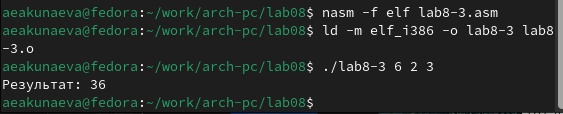 aeakunaeva@fedora:~/work/arch-pc/lab08$ nasm -f elf lab8-3.asm
aeakunaeva@fedora:~/work/arch-pc/lab08$ ld -m elf_i386 -o lab8-3 lab8
-3.o
aeakunaeva@fedora:~/work/arch-pc/lab08$ ./lab8-3 6 2 3
Результат: 36
aeakunaeva@fedora:~/work/arch-pc/lab08$